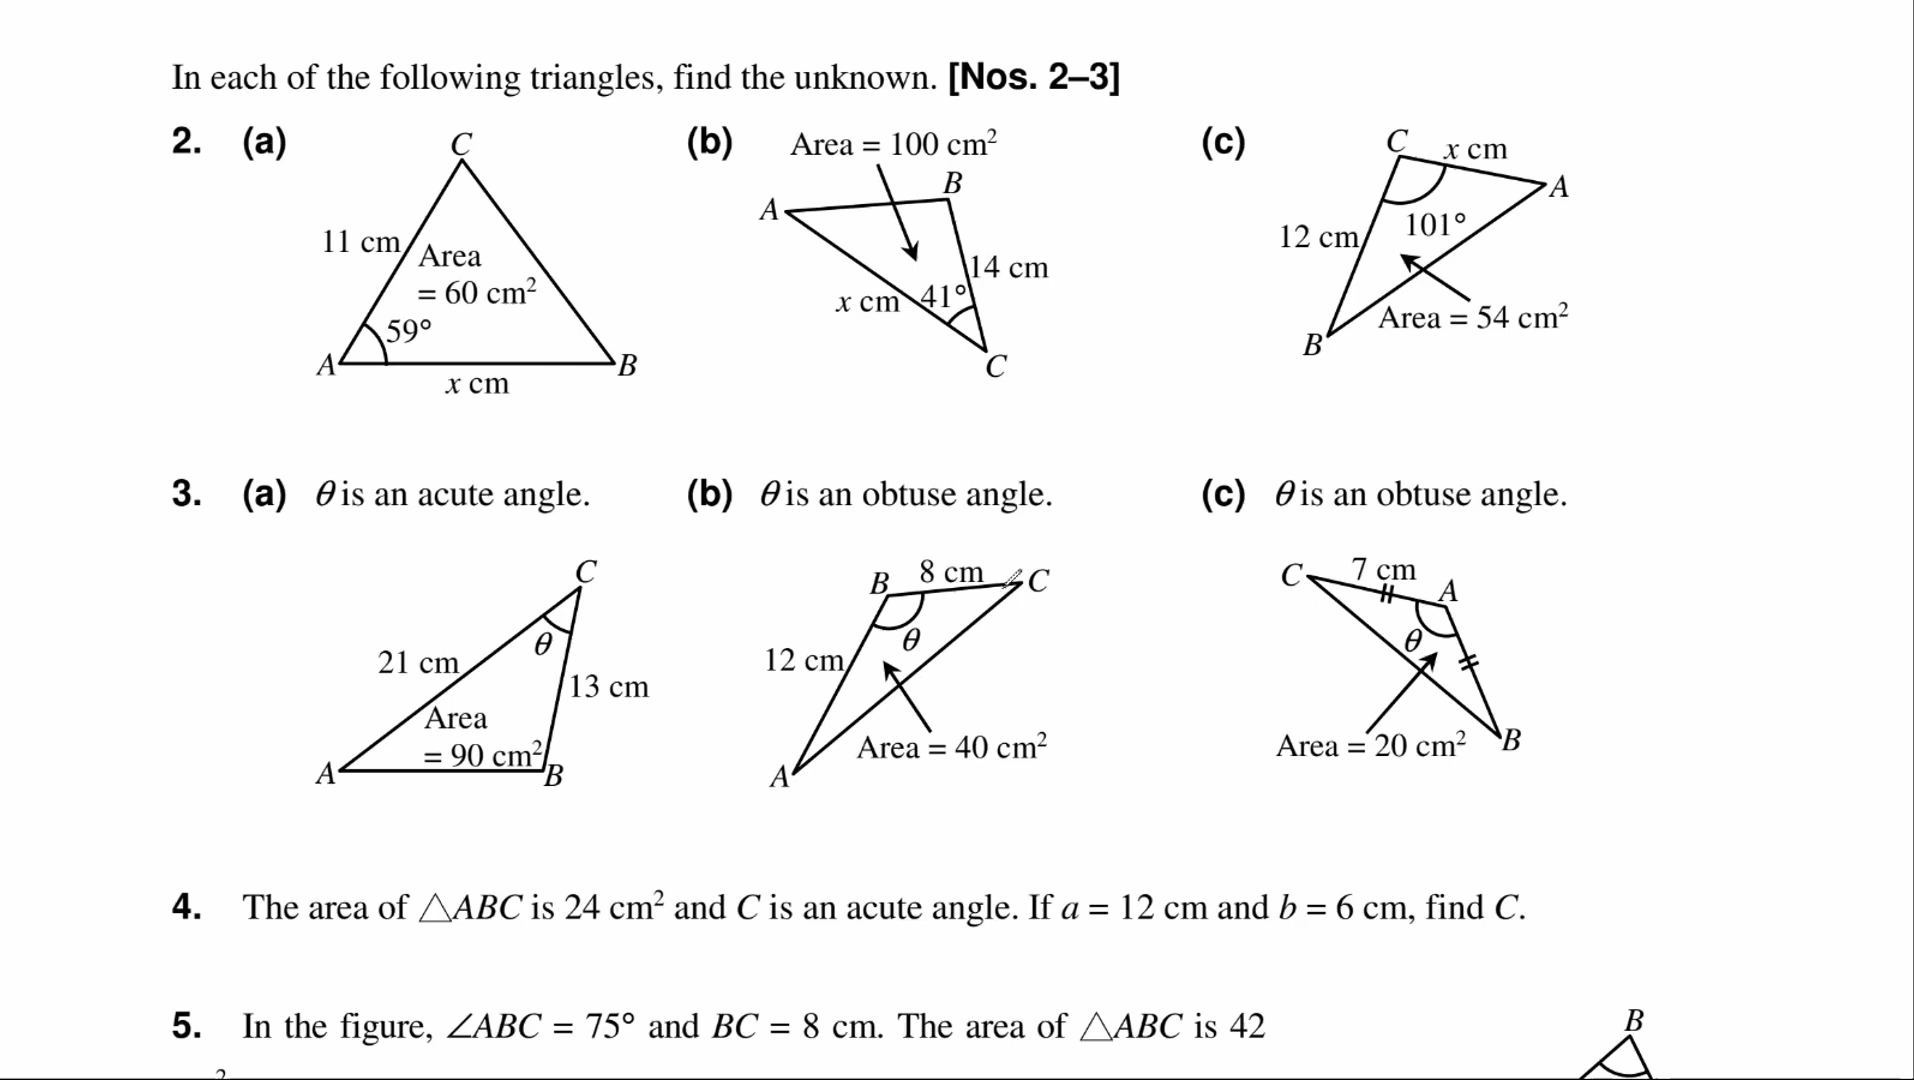 In each of the following triangles, find the unknown. [Nos. 2–3]
2. (a)
C
11 cm
Area
= 60 cm²
59°
A
B
x cm
(b) Area = 100 cm²
B
A
14 cm
x cm
41°
C
(c)
C
x cm
A
101°
12 cm
Area = 54 cm²
B
3. (a) θ is an acute angle. (b) θ is an obtuse angle. (c) θ is an obtuse angle.
C
θ
21 cm
13 cm
Area
= 90 cm²
A
B
B
8 cm
C
θ
12 cm
Area = 40 cm²
A
C
7 cm
A
θ
Area = 20 cm²
B
4. The area of △ABC is 24 cm² and C is an acute angle. If a = 12 cm and b = 6 cm, find C.
5. In the figure, ∠ABC = 75° and BC = 8 cm. The area of △ABC is 42
B